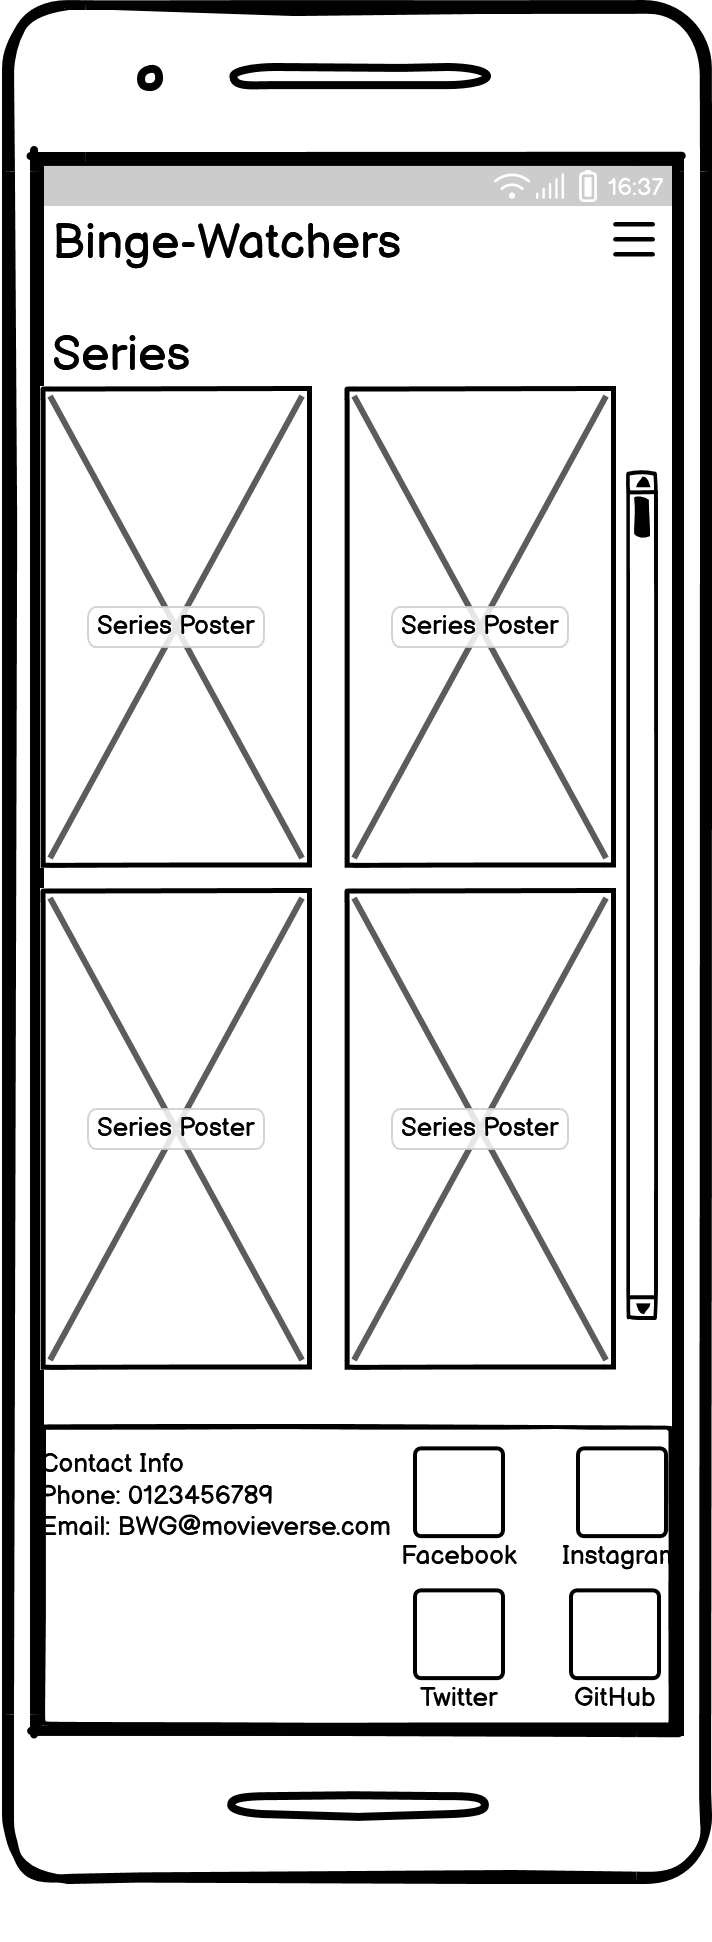 16:37
Binge-Watchers
Series
Series Poster
Series Poster
Series Poster
Series Poster
Contact Info
Phone: 0123456789
Email: BWG@movieverse.com
Facebook
Instagram
Twitter
GitHub